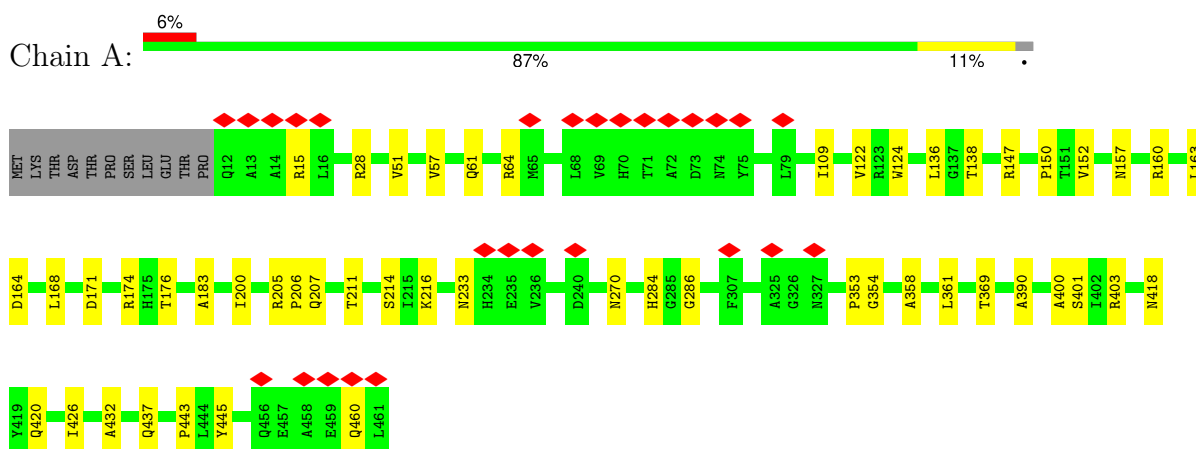 6%
Chain A:
87% 11% •
MET LYS THR ASP THR PRO SER LEU GLU THR PRO Q12 A13 A14 R15 L16 R28 V51 V57 Q61 R64 M65 L68 V69 H70 T71 A72 D73 N74 Y75 L79 I109 V122 R123 W124 L136 G137 T138 R147 P150 T151 V152 N157 R160 L163
D164 L168 D171 R174 H175 T176 A183 I200 R205 P206 Q207 T211 S214 I215 K216 N233 H234 E235 V236 D240 N270 H284 G285 G286 F307 A325 G326 N327 P353 G354 A358 L361 T369 A390 A400 S401 I402 R403 N418
Y419 Q420 I426 A432 Q437 P443 L444 Y445 Q456 E457 A458 E459 Q460 L461